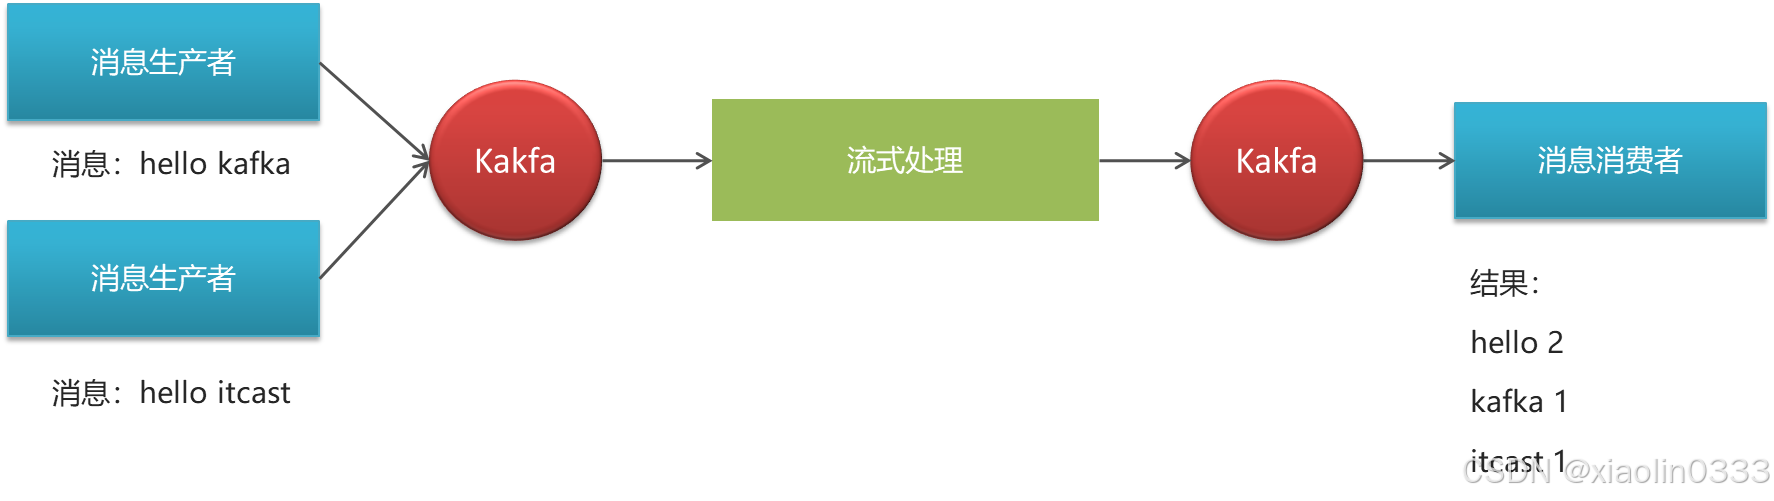 消息生产者
消息：hello kafka
消息生产者
消息：hello itcast
Kakfa
流式处理
Kakfa
消息消费者
结果：
hello 2
kafka 1
itcast 1
CSDN @xiaolin0333